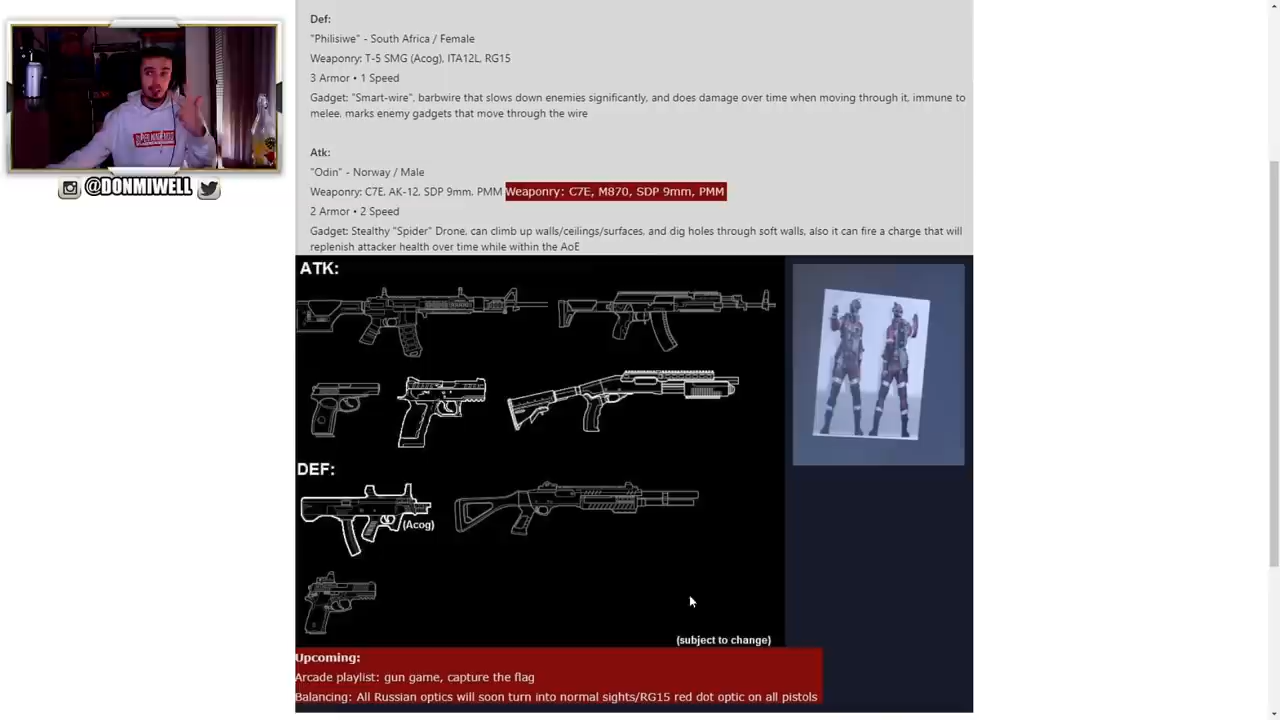 Def:
"Philisiwe" - South Africa / Female
Weaponry: T-5 SMG (Acog), ITA12L, RG15
3 Armor • 1 Speed
Gadget: "Smart-wire", barbwire that slows down enemies significantly, and does damage over time when moving through it, immune to
melee, marks enemy gadgets that move through the wire
@DONMIWELL
Atk:
"Odin" - Norway / Male
Weaponry: C7E, AK-12, SDP 9mm, PMM Weaponry: C7E, M870, SDP 9mm, PMM
2 Armor • 2 Speed
Gadget: Stealthy "Spider" Drone, can climb up walls/ceilings/surfaces, and dig holes through soft walls, also it can fire a charge that will
replenish attacker health over time while within the AoE
ATK:
DEF:
(Acog)
(subject to change)
Upcoming:
Arcade playlist: gun game, capture the flag
Balancing: All Russian optics will soon turn into normal sights/RG15 red dot optic on all pistols